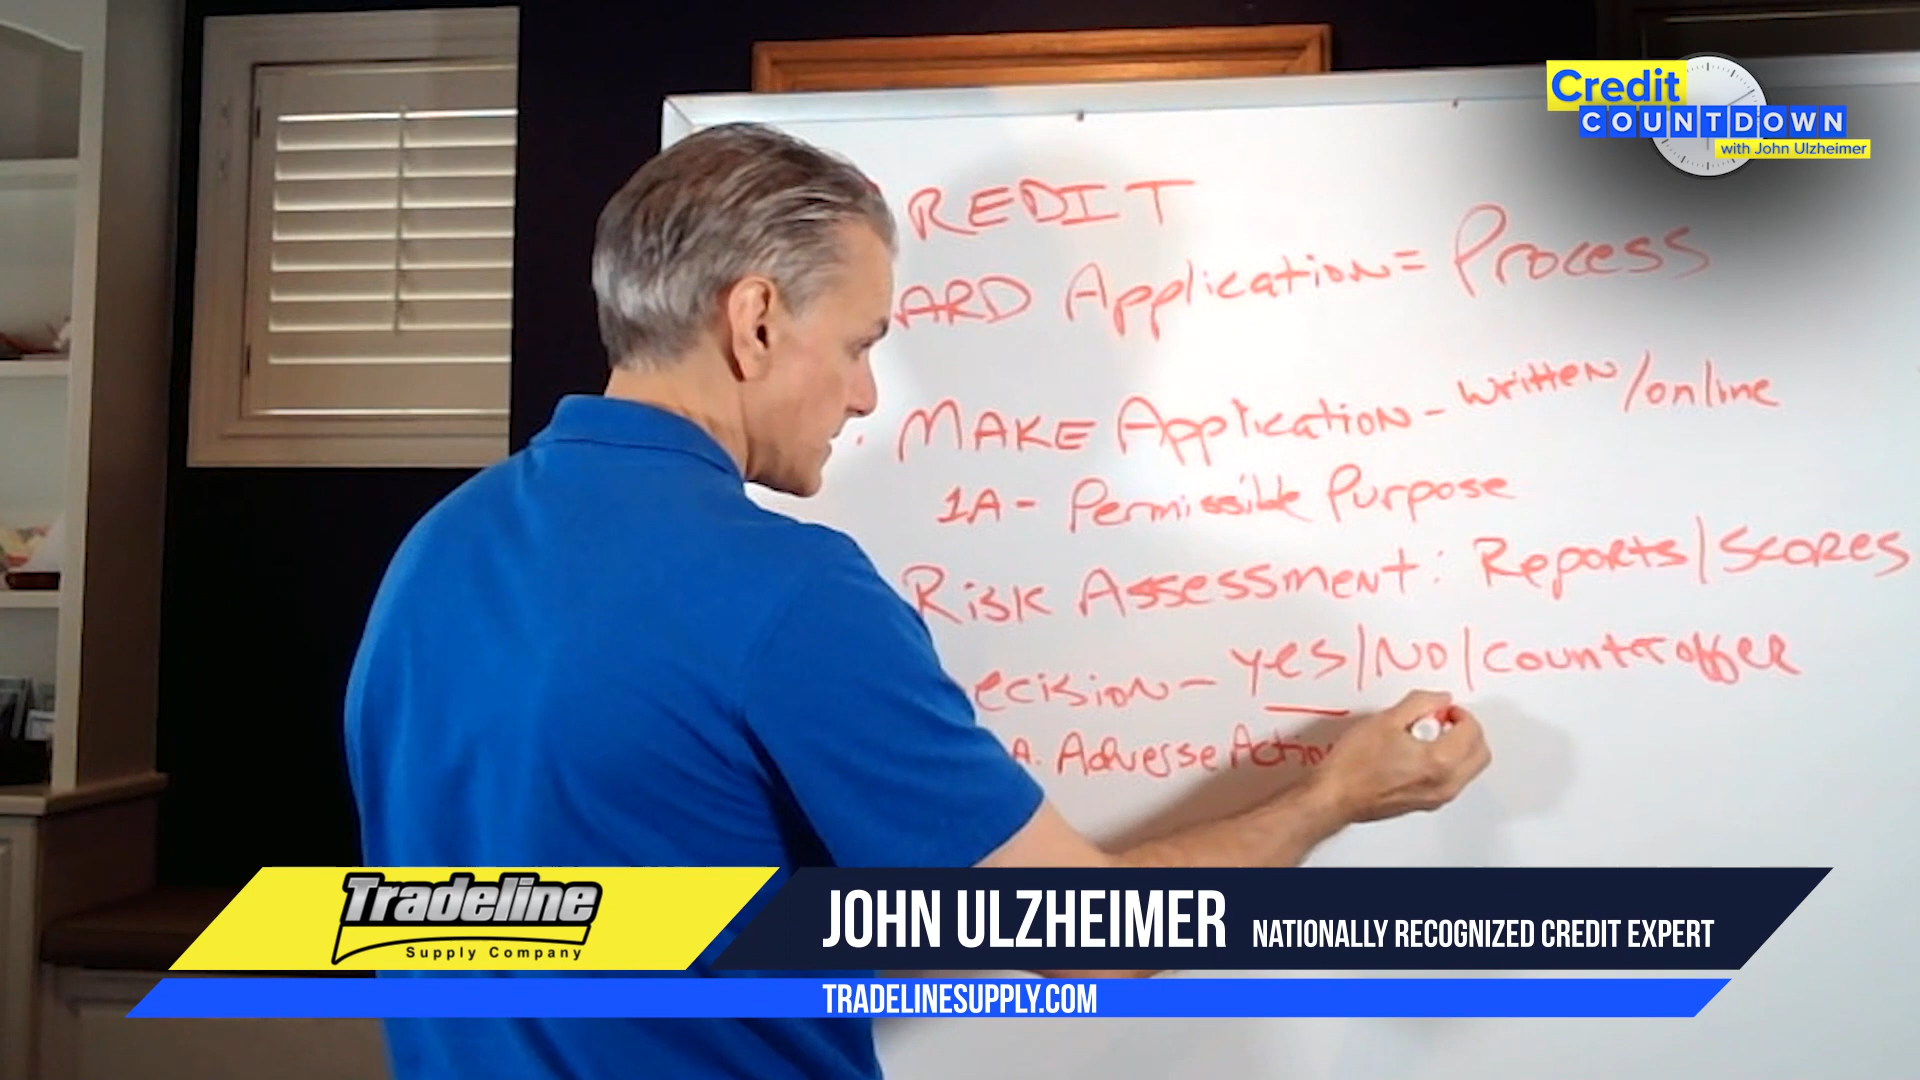 Credit
COUNTDOWN
with John Ulzheimer
REDIT
ARD Application = Process
· MAKE Application - written/online
1A - Permissible Purpose
Risk Assessment: Reports/Scores
ecision - yes/No/counteroffer
A. Adverse Action
Tradeline
Supply Company
JOHN ULZHEIMER NATIONALLY RECOGNIZED CREDIT EXPERT
TRADELINESUPPLY.COM